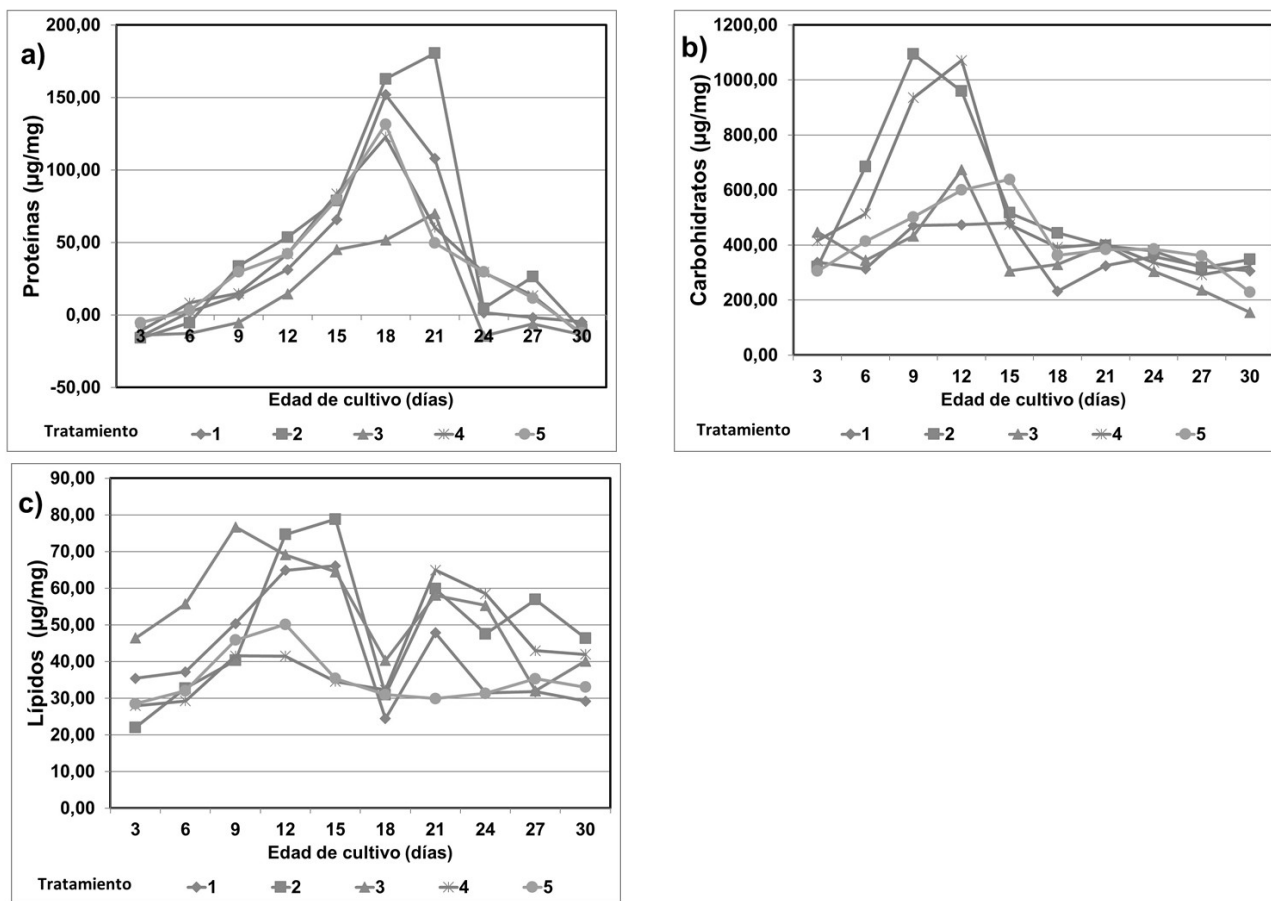 a)
Proteínas (µg/mg)
200,00
150,00
100,00
50,00
0,00
-50,00
3 6 9 12 15 18 21 24 27 30
Edad de cultivo (días)
Tratamiento 1 2 3 4 5
b)
Carbohidratos (µg/mg)
1200,00
1000,00
800,00
600,00
400,00
200,00
0,00
3 6 9 12 15 18 21 24 27 30
Edad de cultivo (días)
Tratamiento 1 2 3 4 5
c)
Lípidos (µg/mg)
90,00
80,00
70,00
60,00
50,00
40,00
30,00
20,00
10,00
0,00
3 6 9 12 15 18 21 24 27 30
Edad de cultivo (días)
Tratamiento 1 2 3 4 5